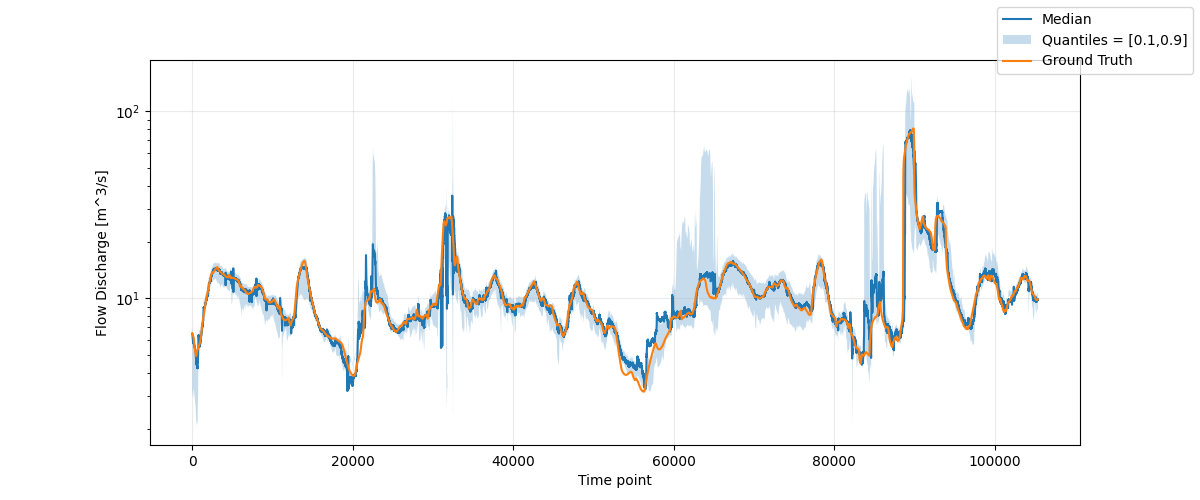 Median
Quantiles = [0.1,0.9]
Ground Truth
10^2
10^1
Flow Discharge [m^3/s]
0 20000 40000 60000 80000 100000
Time point